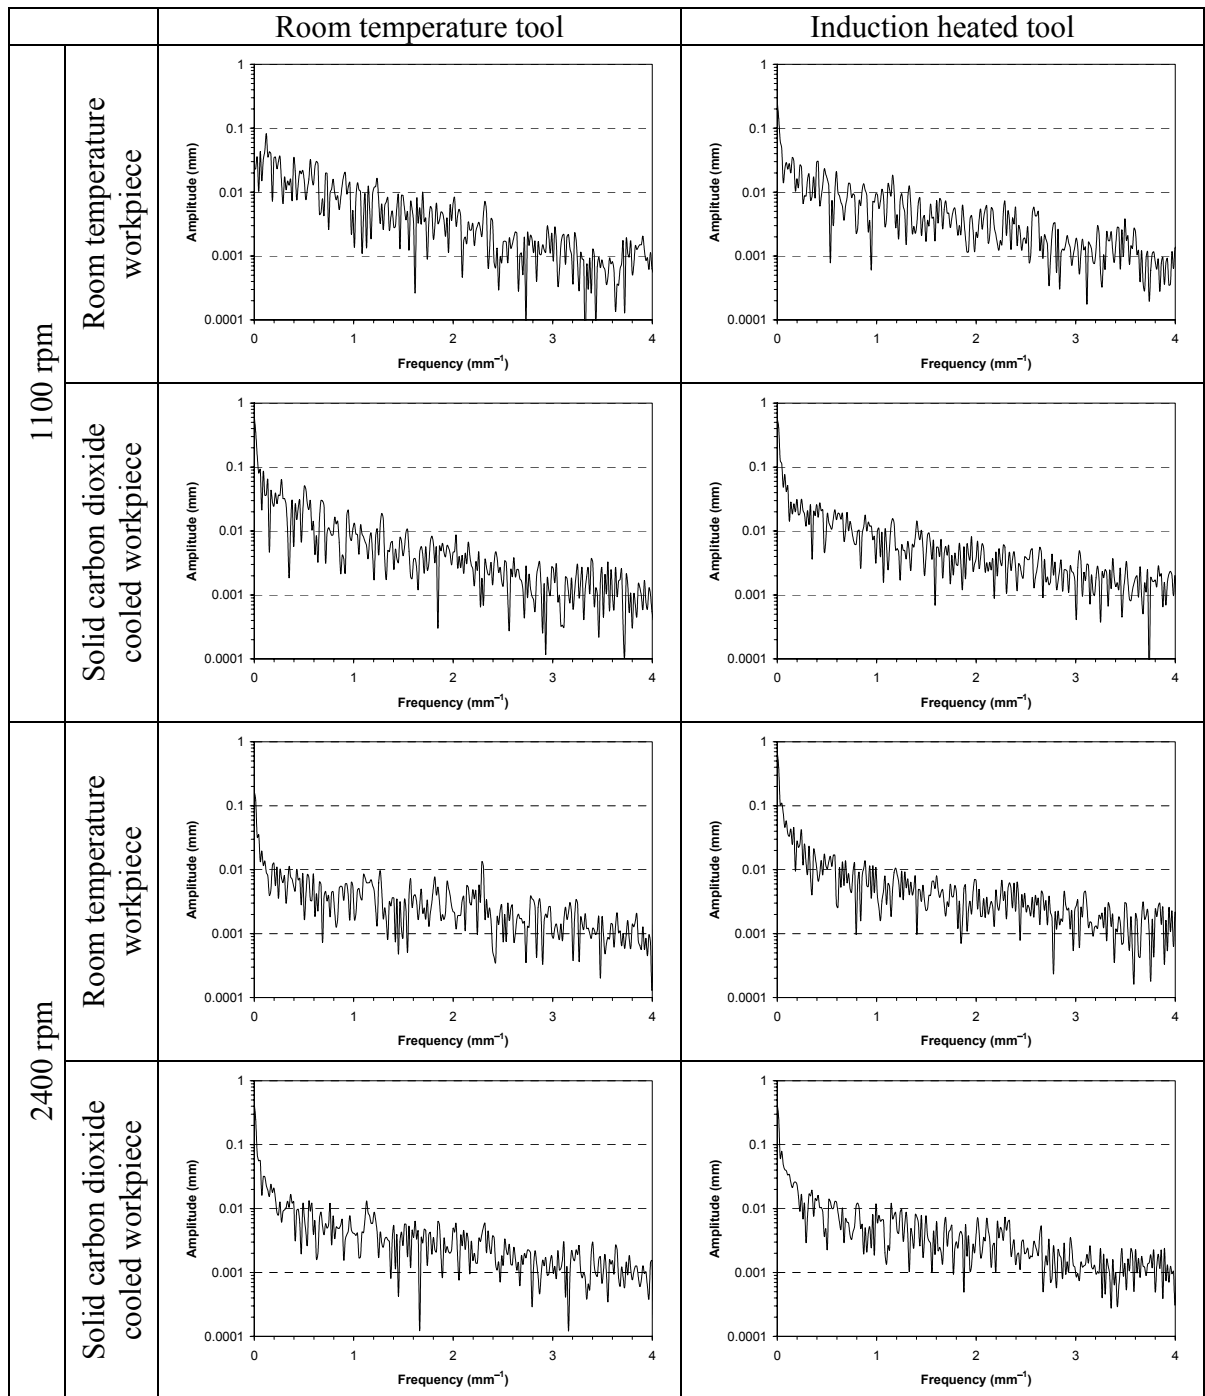 Room temperature tool
Induction heated tool
1100 rpm
Room temperature
workpiece
1
0.1
0.01
0.001
0.0001
Amplitude (mm)
0 1 2 3 4
Frequency (mm⁻¹)
1
0.1
0.01
0.001
0.0001
Amplitude (mm)
0 1 2 3 4
Frequency (mm⁻¹)
Solid carbon dioxide
cooled workpiece
1
0.1
0.01
0.001
0.0001
Amplitude (mm)
0 1 2 3 4
Frequency (mm⁻¹)
1
0.1
0.01
0.001
0.0001
Amplitude (mm)
0 1 2 3 4
Frequency (mm⁻¹)
2400 rpm
Room temperature
workpiece
1
0.1
0.01
0.001
0.0001
Amplitude (mm)
0 1 2 3 4
Frequency (mm⁻¹)
1
0.1
0.01
0.001
0.0001
Amplitude (mm)
0 1 2 3 4
Frequency (mm⁻¹)
Solid carbon dioxide
cooled workpiece
1
0.1
0.01
0.001
0.0001
Amplitude (mm)
0 1 2 3 4
Frequency (mm⁻¹)
1
0.1
0.01
0.001
0.0001
Amplitude (mm)
0 1 2 3 4
Frequency (mm⁻¹)